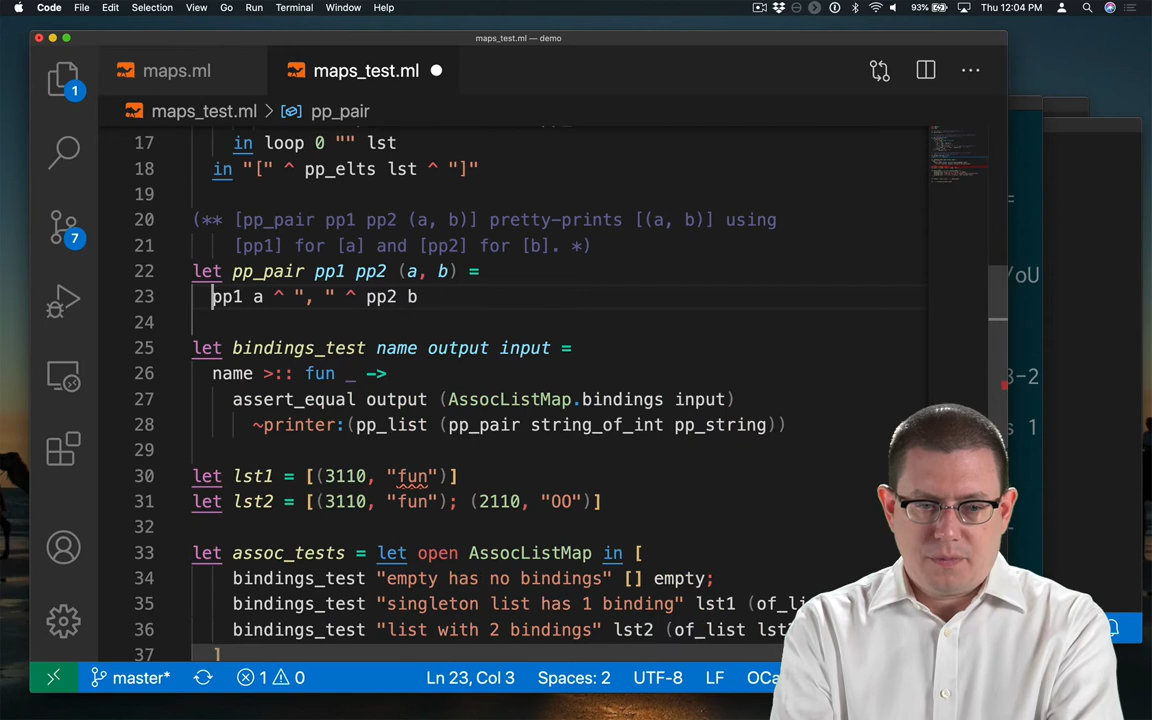 Code File Edit Selection View Go Run Terminal Window Help 93% Thu 12:04 PM
maps_test.ml — demo
maps.ml maps_test.ml
maps_test.ml > pp_pair
1
7
17 in loop 0 "" lst
18 in "[" ^ pp_elts lst ^ "]"
19
20 (** [pp_pair pp1 pp2 (a, b)] pretty-prints [(a, b)] using
21 [pp1] for [a] and [pp2] for [b]. *)
22 let pp_pair pp1 pp2 (a, b) =
23 pp1 a ^ ", " ^ pp2 b
24
25 let bindings_test name output input =
26 name >:: fun _ ->
27 assert_equal output (AssocListMap.bindings input)
28 ~printer:(pp_list (pp_pair string_of_int pp_string))
29
30 let lst1 = [(3110, "fun")]
31 let lst2 = [(3110, "fun"); (2110, "OO")]
32
33 let assoc_tests = let open AssocListMap in [
34 bindings_test "empty has no bindings" [] empty;
35 bindings_test "singleton list has 1 binding" lst1 (of_li
36 bindings_test "list with 2 bindings" lst2 (of_list lst
37 ]
=
/oU
3-2
s 1
master* 1 0 Ln 23, Col 3 Spaces: 2 UTF-8 LF OCa